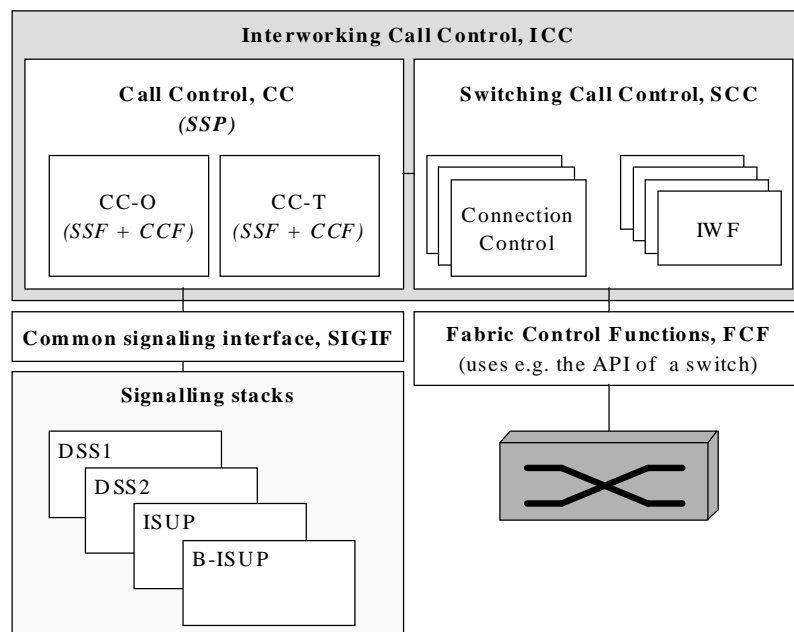 Interworking Call Control, ICC
Call Control, CC
(SSP)
CC-O
(SSF + CCF)
CC-T
(SSF + CCF)
Switching Call Control, SCC
Connection
Control
IWF
Common signaling interface, SIGIF
Fabric Control Functions, FCF
(uses e.g. the API of a switch)
Signalling stacks
DSS1
DSS2
ISUP
B-ISUP